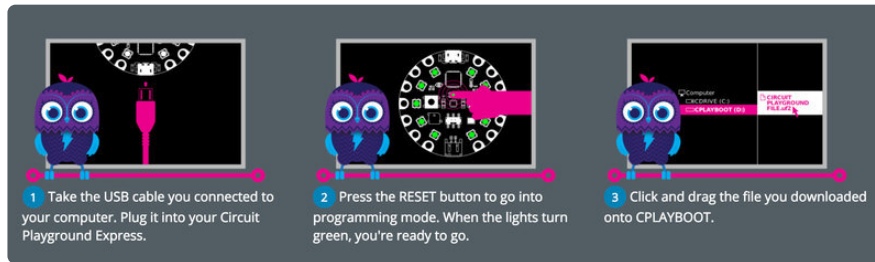 1 Take the USB cable you connected to
your computer. Plug it into your Circuit
Playground Express.
2 Press the RESET button to go into
programming mode. When the lights turn
green, you're ready to go.
Computer
CDRIVE (C:)
CPLAYBOOT (D:)
CIRCUIT
PLAYGROUND
FILE.uf2
3 Click and drag the file you downloaded
onto CPLAYBOOT.